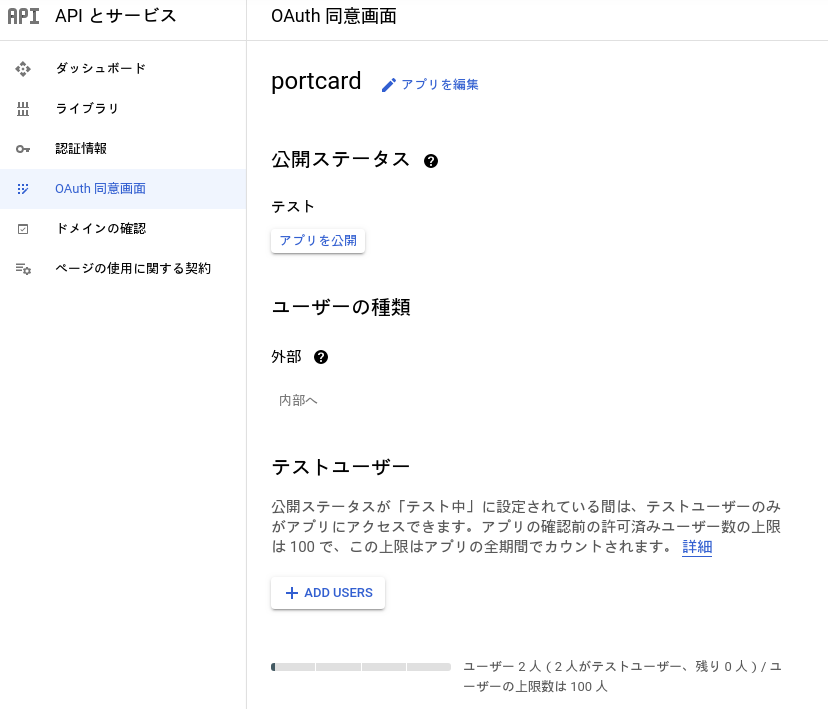 API API とサービス
ダッシュボード
ライブラリ
認証情報
OAuth 同意画面
ドメインの確認
ページの使用に関する契約
OAuth 同意画面
portcard アプリを編集
公開ステータス
テスト
アプリを公開
ユーザーの種類
外部
内部へ
テストユーザー
公開ステータスが「テスト中」に設定されている間は、テストユーザーのみ
がアプリにアクセスできます。アプリの確認前の許可済みユーザー数の上限
は 100 で、この上限はアプリの全期間でカウントされます。 詳細
+ ADD USERS
ユーザー 2 人 ( 2 人がテストユーザー、残り 0 人 ) / ユ
ーザーの上限数は 100 人